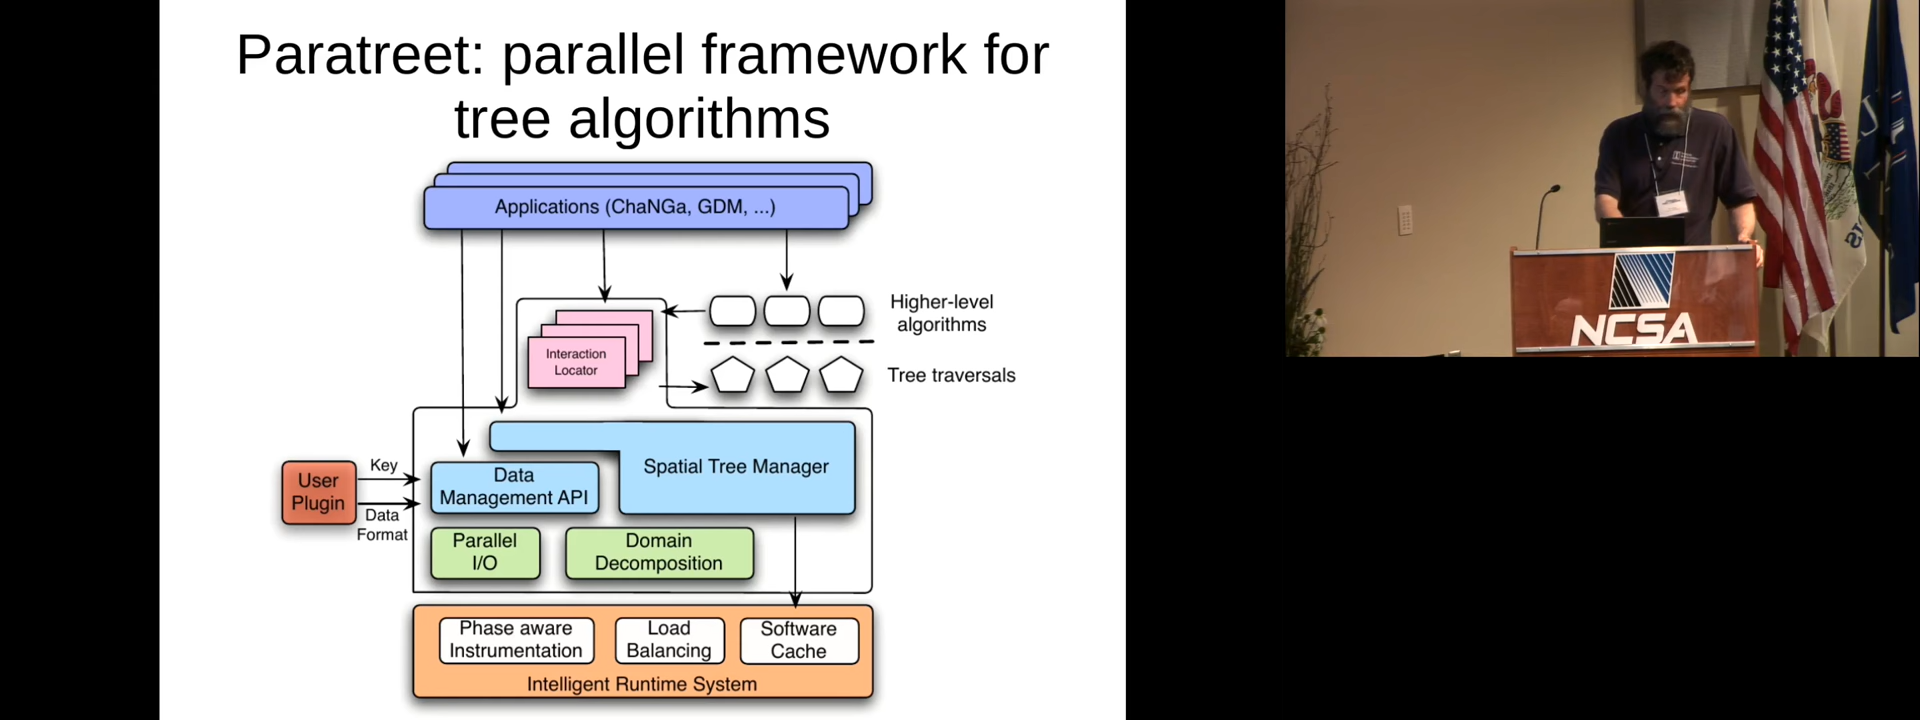 Paratreet: parallel framework for
tree algorithms
Applications (ChaNGa, GDM, ...)
Higher-level
algorithms
Interaction
Locator
Tree traversals
Spatial Tree Manager
Data
Management API
User
Plugin
Key
Data
Format
Parallel
I/O
Domain
Decomposition
Phase aware
Instrumentation
Load
Balancing
Software
Cache
Intelligent Runtime System
NCSA